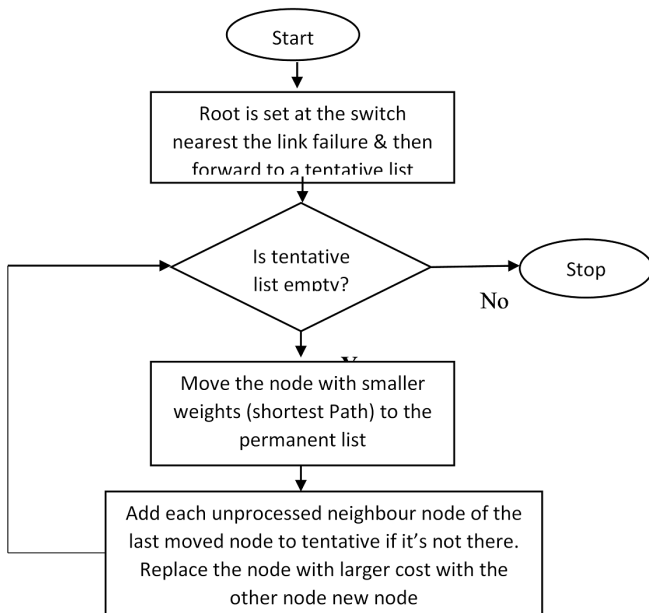 Start
Root is set at the switch
nearest the link failure & then
forward to a tentative list
Is tentative
list empty?
Stop
No
Move the node with smaller
weights (shortest Path) to the
permanent list
Add each unprocessed neighbour node of the
last moved node to tentative if it's not there.
Replace the node with larger cost with the
other node new node